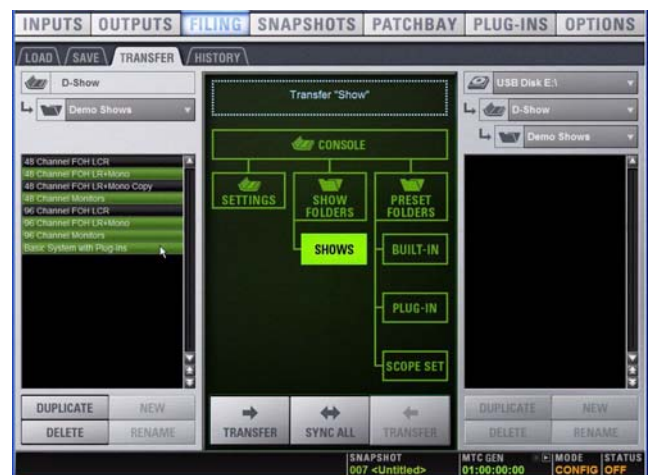 INPUTS OUTPUTS FILING SNAPSHOTS PATCHBAY PLUG-INS OPTIONS
LOAD SAVE TRANSFER HISTORY
D-Show
Demo Shows
48 Channel FOH LCR
48 Channel FOH LR+Mono
48 Channel FOH LR+Mono Copy
48 Channel Monitors
96 Channel FOH LCR
96 Channel FOH LR+Mono
96 Channel Monitors
Basic System with Plug-Ins
DUPLICATE NEW
DELETE RENAME
Transfer "Show"
CONSOLE
SETTINGS
SHOW
FOLDERS
PRESET
FOLDERS
SHOWS
BUILT-IN
PLUG-IN
SCOPE SET
TRANSFER SYNC ALL TRANSFER
USB Disk E:\
D-Show
Demo Shows
DUPLICATE NEW
DELETE RENAME
SNAPSHOT
007 <Untitled>
MTC GEN
01:00:00:00
MODE
CONFIG
STATUS
OFF